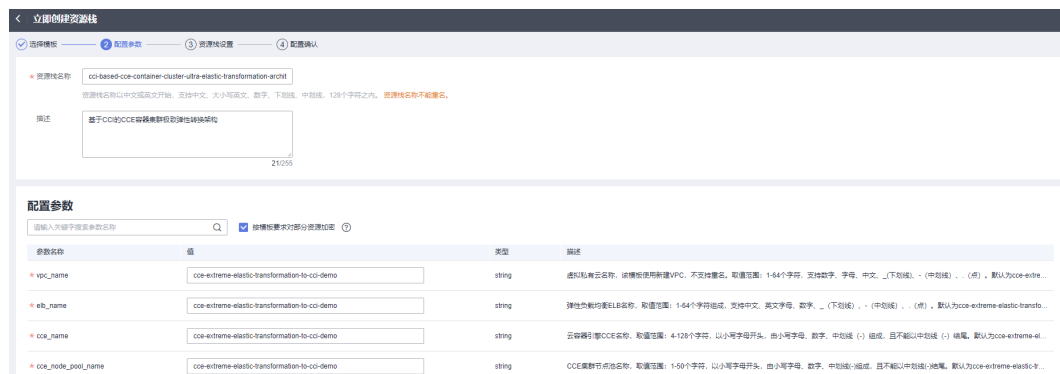 < 立即创建资源栈
选择模板 2 配置参数 3 资源栈设置 4 配置确认
* 资源栈名称 cci-based-cce-container-cluster-ultra-elastic-transformation-archit
资源栈名称以中文或英文开始，支持中文、大小写英文、数字、下划线、中划线，128个字符之内。 资源栈名称不能重名。
描述 基于CCI的CCE容器集群极致弹性转换架构
21/255
配置参数
请输入关键字搜索参数名称 按模板要求对部分资源加密 ?
参数名称 值 类型 描述
* vpc_name cce-extreme-elastic-transformation-to-cci-demo string 虚拟私有云名称，该模板使用新建VPC，不支持重名。取值范围：1-64个字符，支持数字、字母、中文、_(下划线)、-（中划线）、.（点）。默认为cce-extre...
* elb_name cce-extreme-elastic-transformation-to-cci-demo string 弹性负载均衡ELB名称，取值范围：1-64个字符组成，支持中文、英文字母、数字、_（下划线）、-（中划线）、.（点）。默认为cce-extreme-elastic-transfo...
* cce_name cce-extreme-elastic-transformation-to-cci-demo string 云容器引擎CCE名称，取值范围：4-128个字符，以小写字母开头，由小写字母、数字、中划线（-）组成，且不能以中划线（-）结尾。默认为cce-extreme-el...
* cce_node_pool_name cce-extreme-elastic-transformation-to-cci-demo string CCE集群节点池名称，取值范围：1-50个字符，以小写字母开头，由小写字母、数字、中划线(-)组成，且不能以中划线(-)结尾。默认为cce-extreme-elastic-tr...